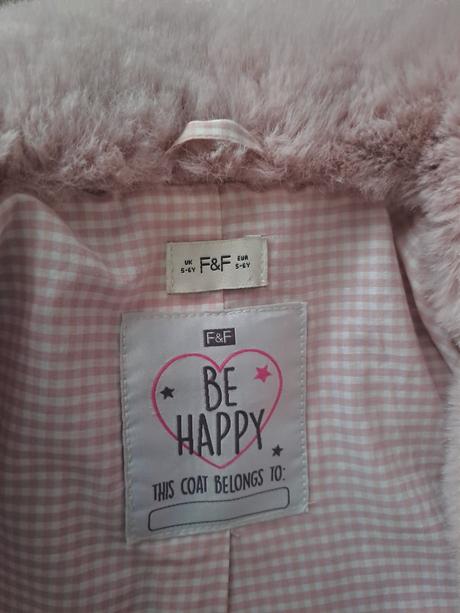 UK F&F EUR
5-6Y 5-6Y
F&F
BE
HAPPY
THIS COAT BELONGS TO: